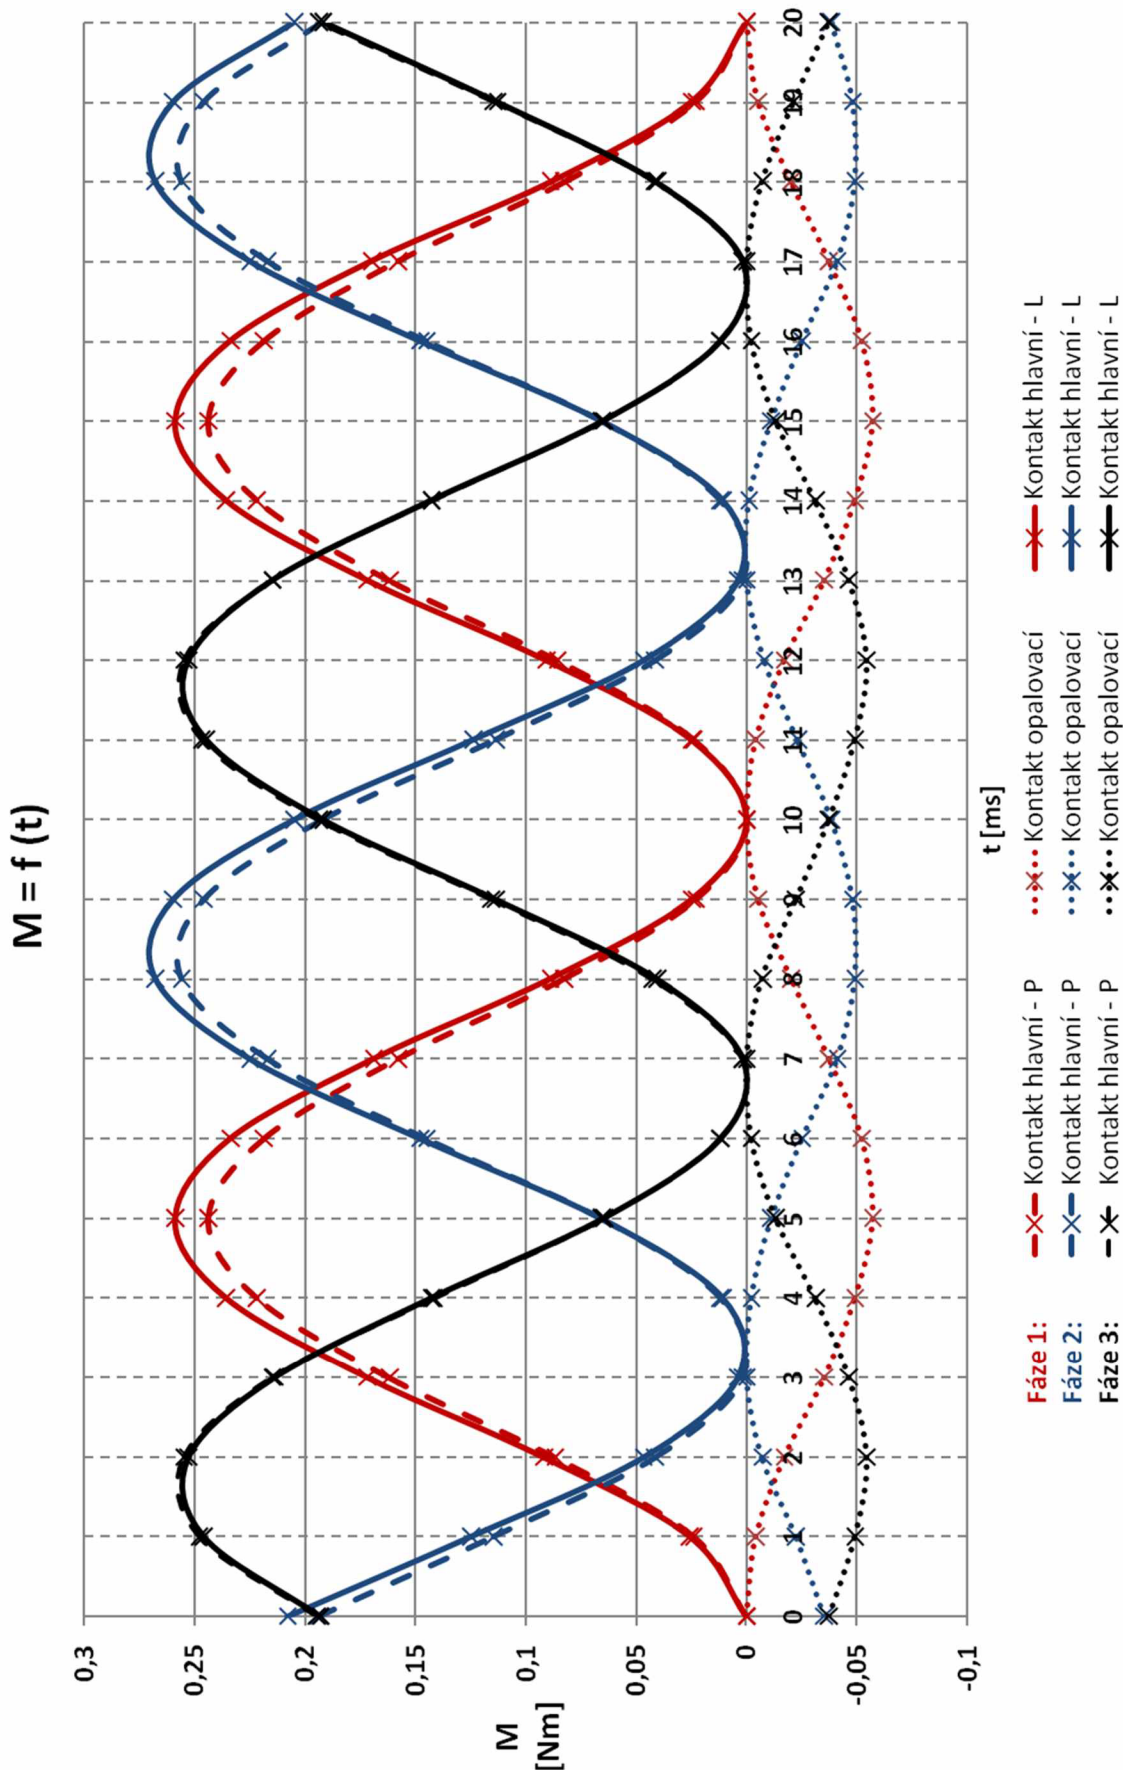 M = f (t)
0,3
0,25
0,2
0,15
0,1
0,05
0
-0,05
-0,1
M
[Nm]
0 1 2 3 4 5 6 7 8 9 10 11 12 13 14 15 16 17 18 19 20
t [ms]
Fáze 1: Kontakt hlavní - P Kontakt opalovací Kontakt hlavní - L
Fáze 2: Kontakt hlavní - P Kontakt opalovací Kontakt hlavní - L
Fáze 3: Kontakt hlavní - P Kontakt opalovací Kontakt hlavní - L